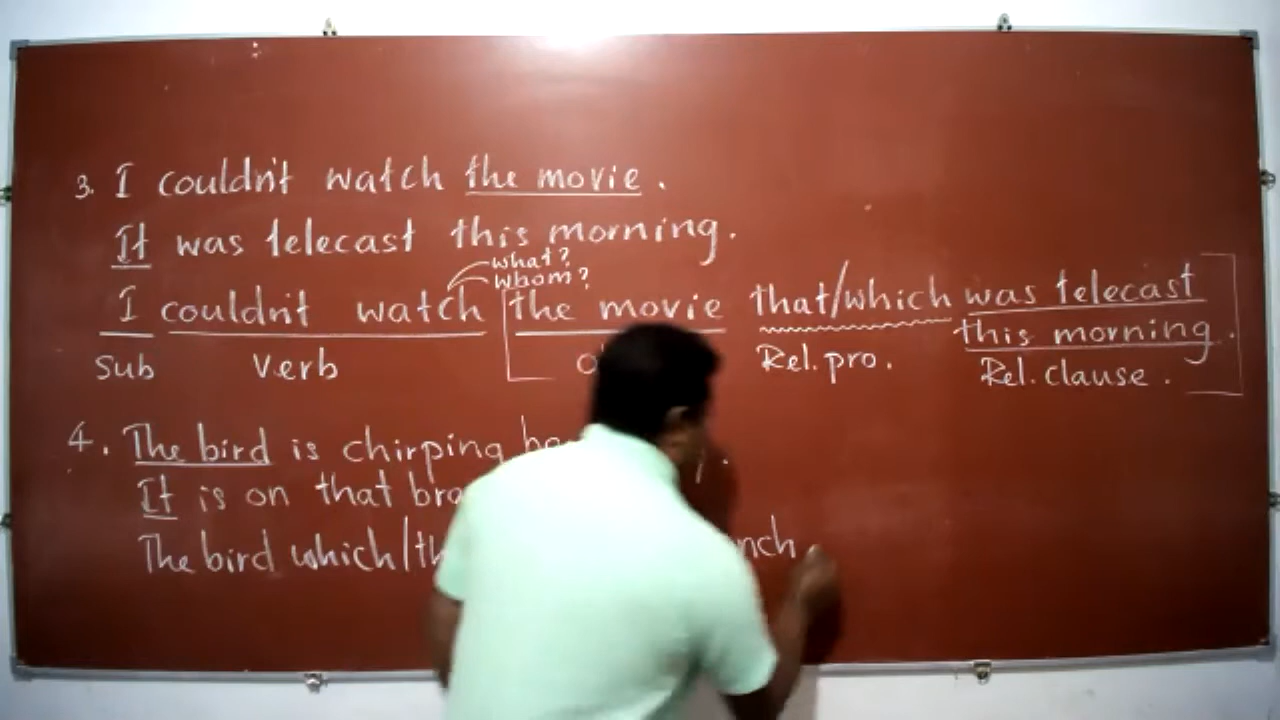 3. I couldn't watch the movie.
It was telecast this morning.
what?
whom?
I couldn't watch the movie that/which was telecast
this morning.
Sub Verb Rel. pro. Rel. clause.
4. The bird is chirping
It is on that
The bird which/